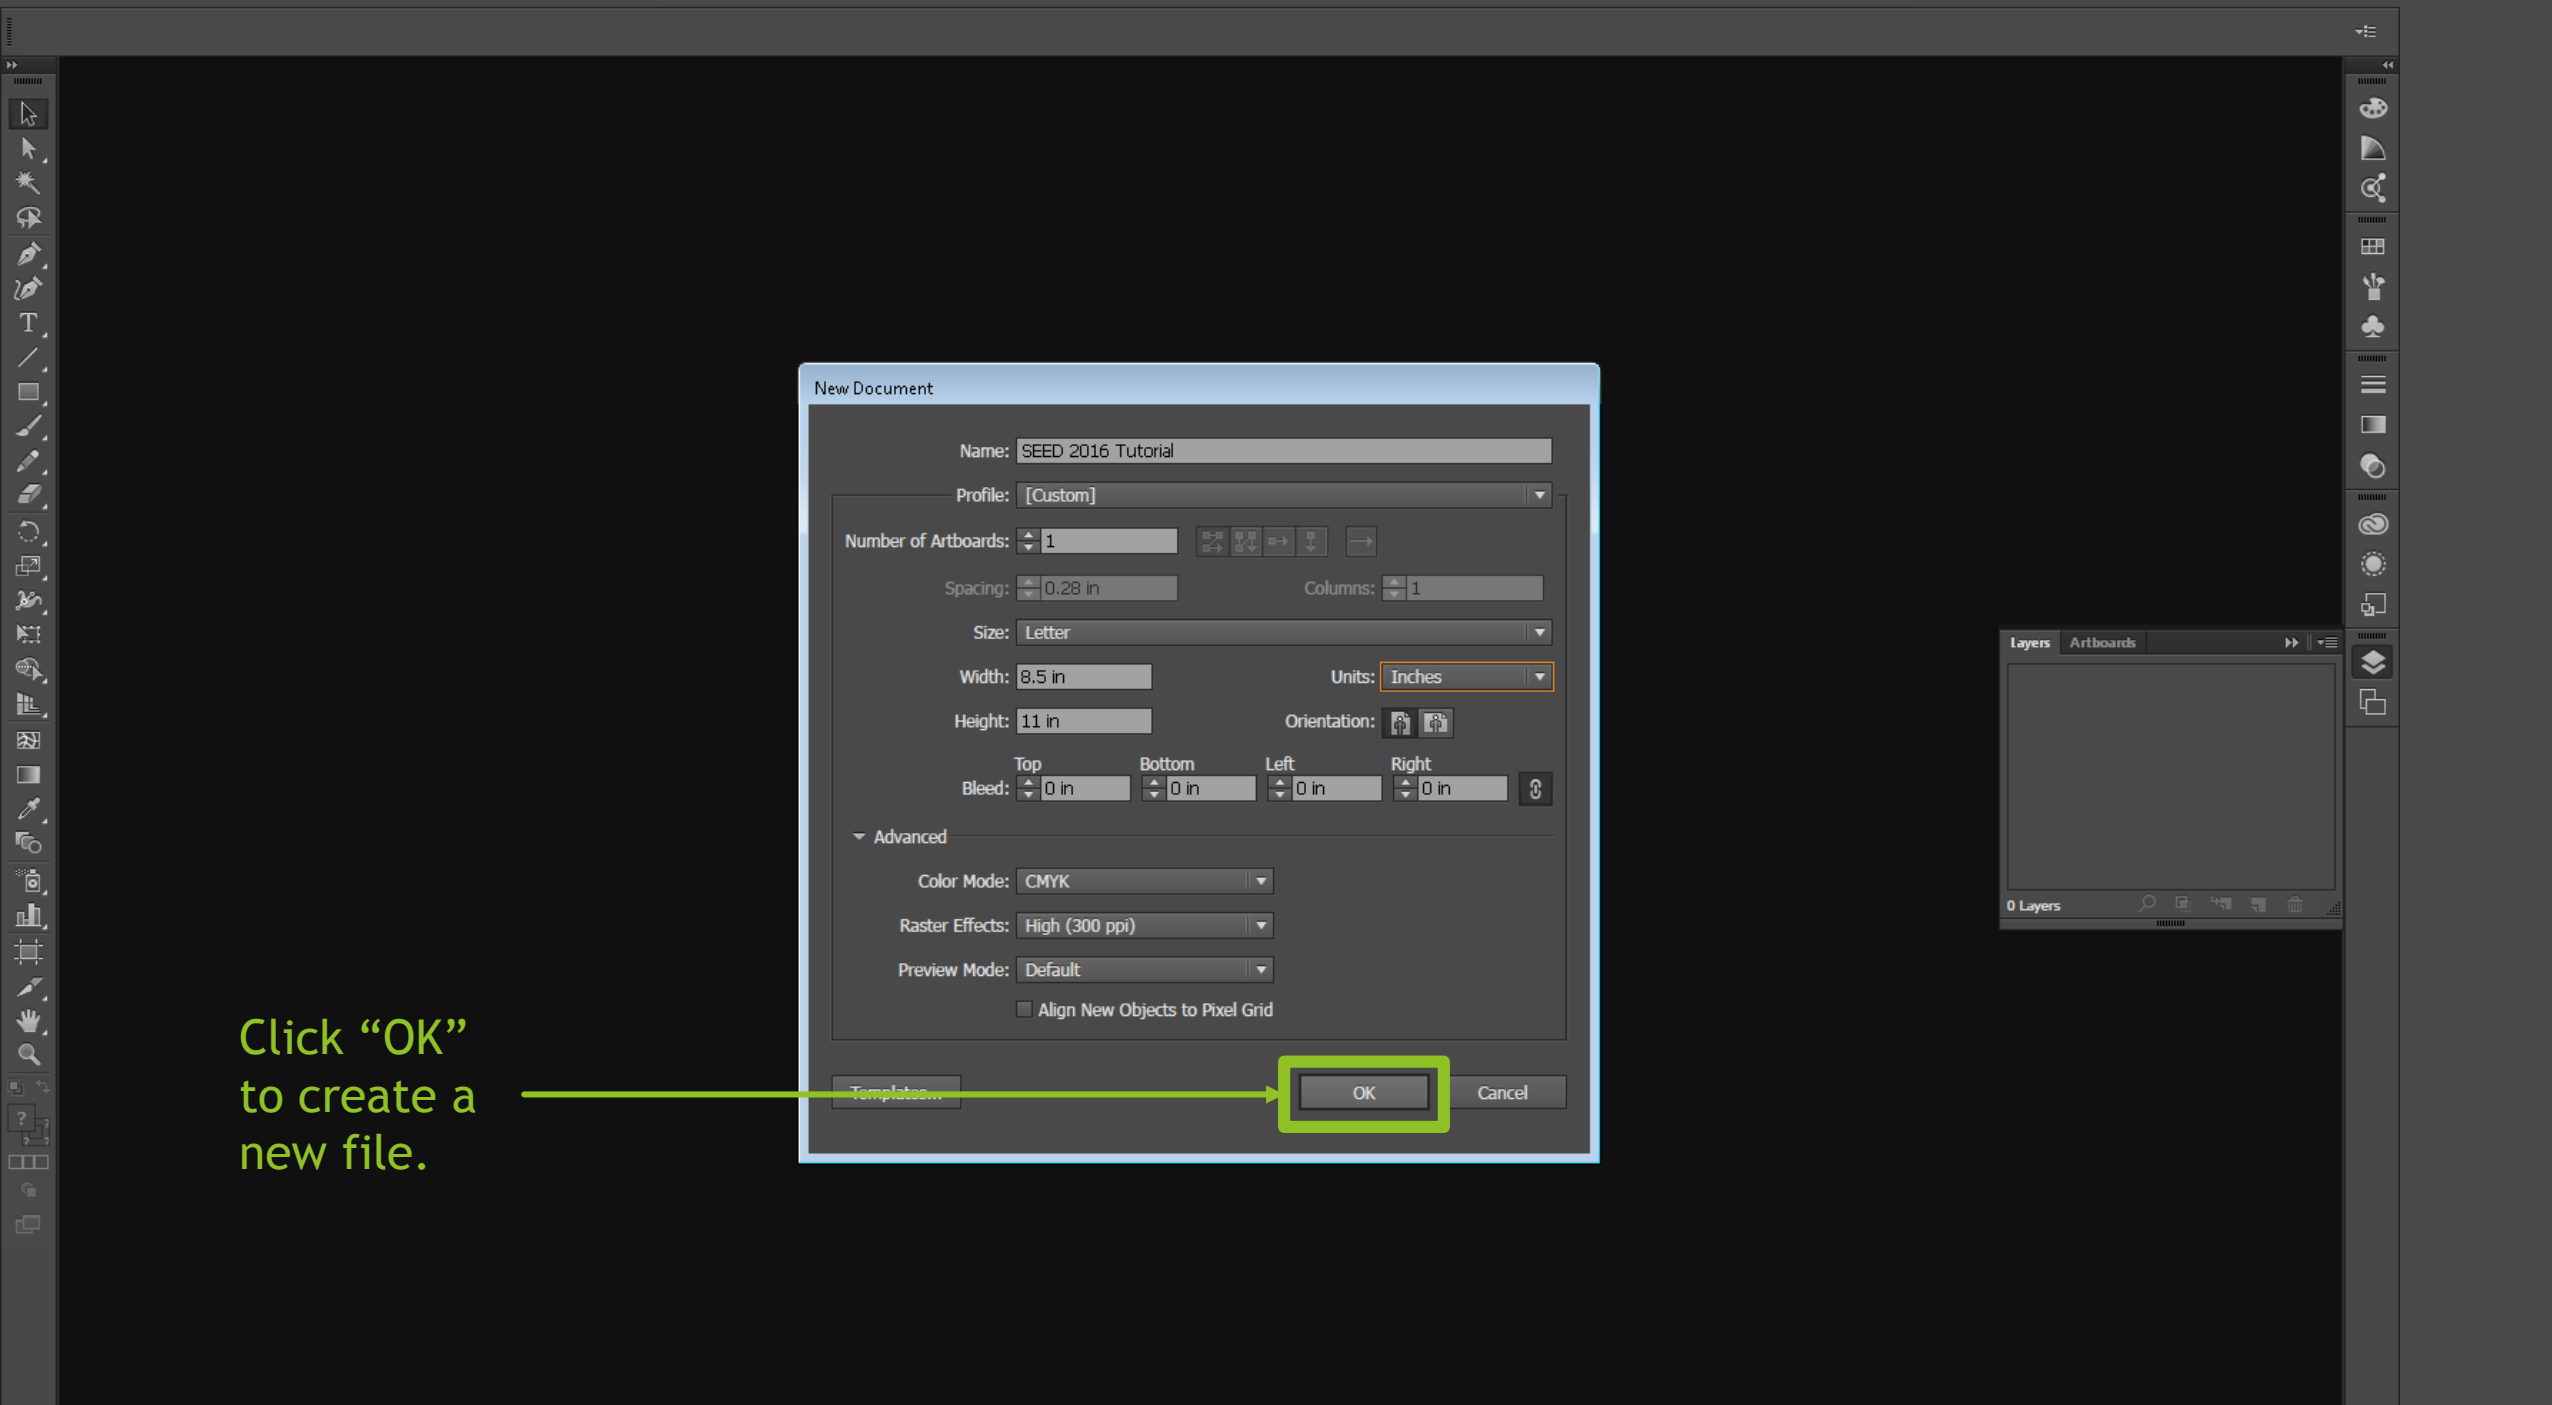 New Document
Name: SEED 2016 Tutorial
Profile: [Custom]
Number of Artboards: 1
Spacing: 0.28 in Columns: 1
Size: Letter
Width: 8.5 in Units: Inches
Height: 11 in Orientation:
Top Bottom Left Right
Bleed: 0 in 0 in 0 in 0 in
Advanced
Color Mode: CMYK
Raster Effects: High (300 ppi)
Preview Mode: Default
Align New Objects to Pixel Grid
Templates... OK Cancel
Layers Artboards
0 Layers
Click “OK”
to create a
new file.